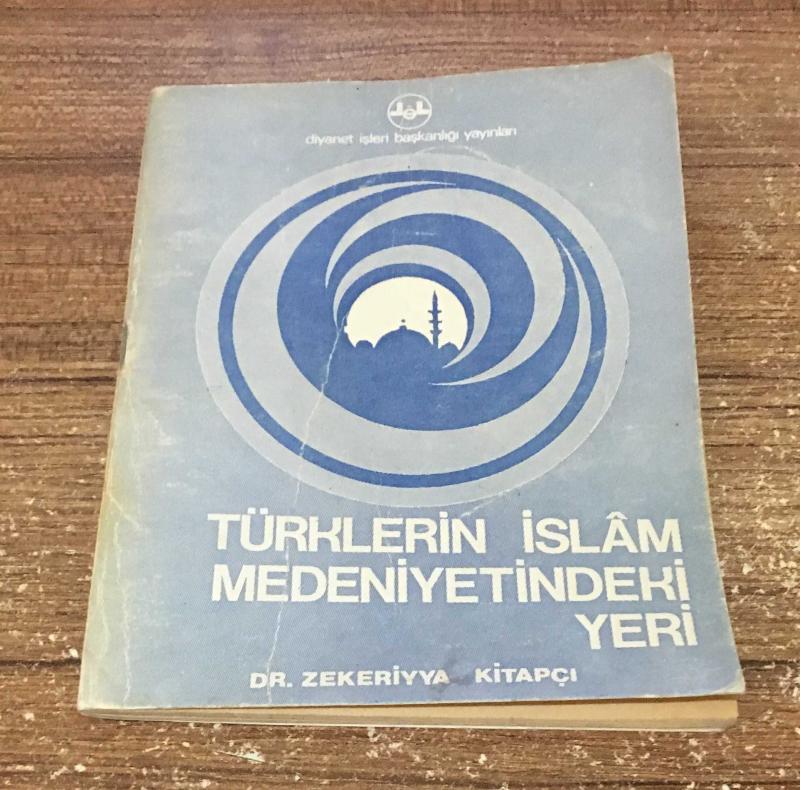 diyanet işleri başkanlığı yayınları
TÜRKLERİN İSLÂM
MEDENİYETİNDEKİ
YERİ
DR. ZEKERİYYA KİTAPÇI